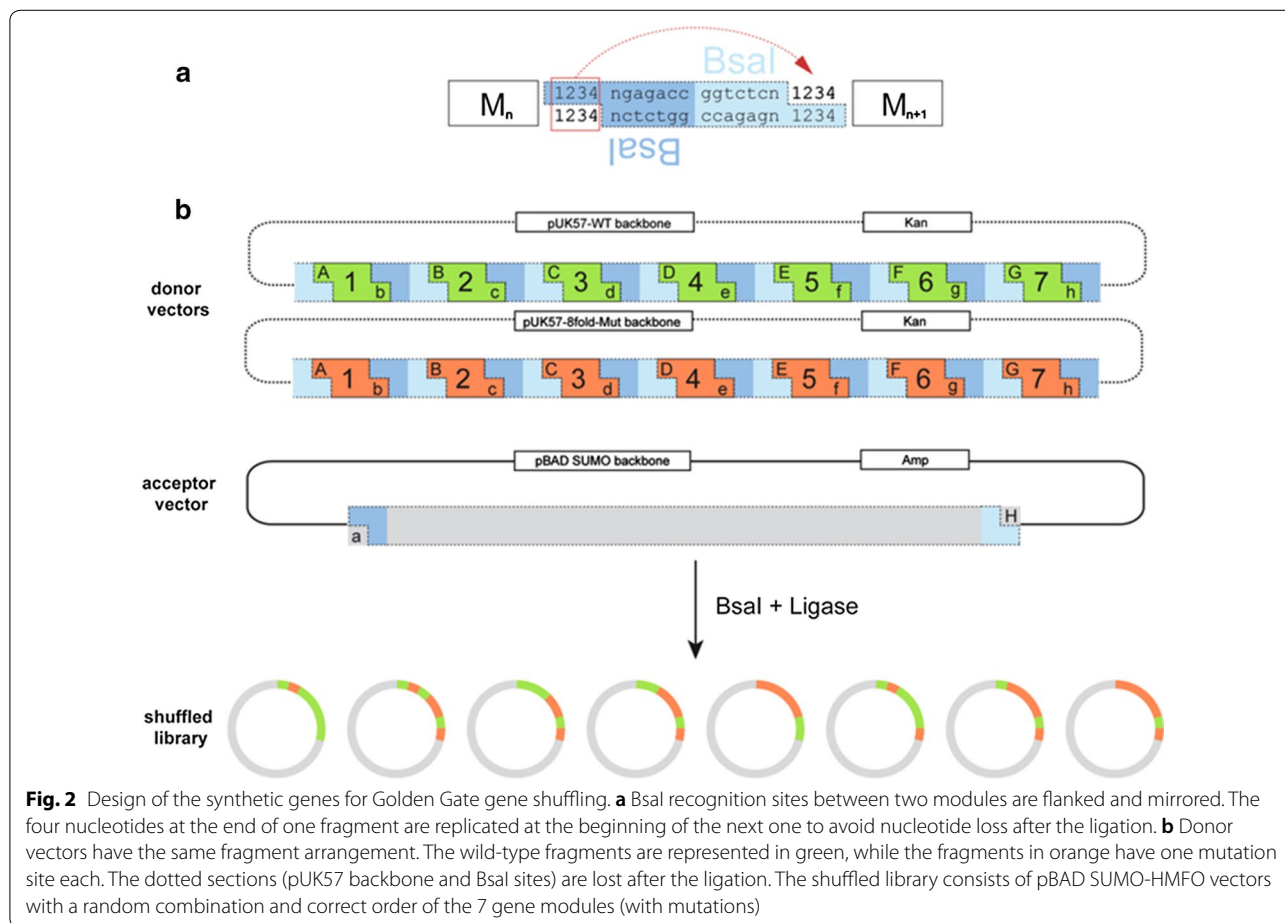 a
BsaI
1234 ngagacc ggtctcn 1234
Mn Mn+1
1234 nctctgg ccagagn 1234
BsaI
b
pUK57-WT backbone Kan
donor
vectors
A 1 b B 2 c C 3 d D 4 e E 5 f F 6 g G 7 h
pUK57-8fold-Mut backbone Kan
A 1 b B 2 c C 3 d D 4 e E 5 f F 6 g G 7 h
pBAD SUMO backbone Amp
acceptor
vector
a H
BsaI + Ligase
shuffled
library
Fig. 2 Design of the synthetic genes for Golden Gate gene shuffling. a BsaI recognition sites between two modules are flanked and mirrored. The
four nucleotides at the end of one fragment are replicated at the beginning of the next one to avoid nucleotide loss after the ligation. b Donor
vectors have the same fragment arrangement. The wild-type fragments are represented in green, while the fragments in orange have one mutation
site each. The dotted sections (pUK57 backbone and BsaI sites) are lost after the ligation. The shuffled library consists of pBAD SUMO-HMFO vectors
with a random combination and correct order of the 7 gene modules (with mutations)